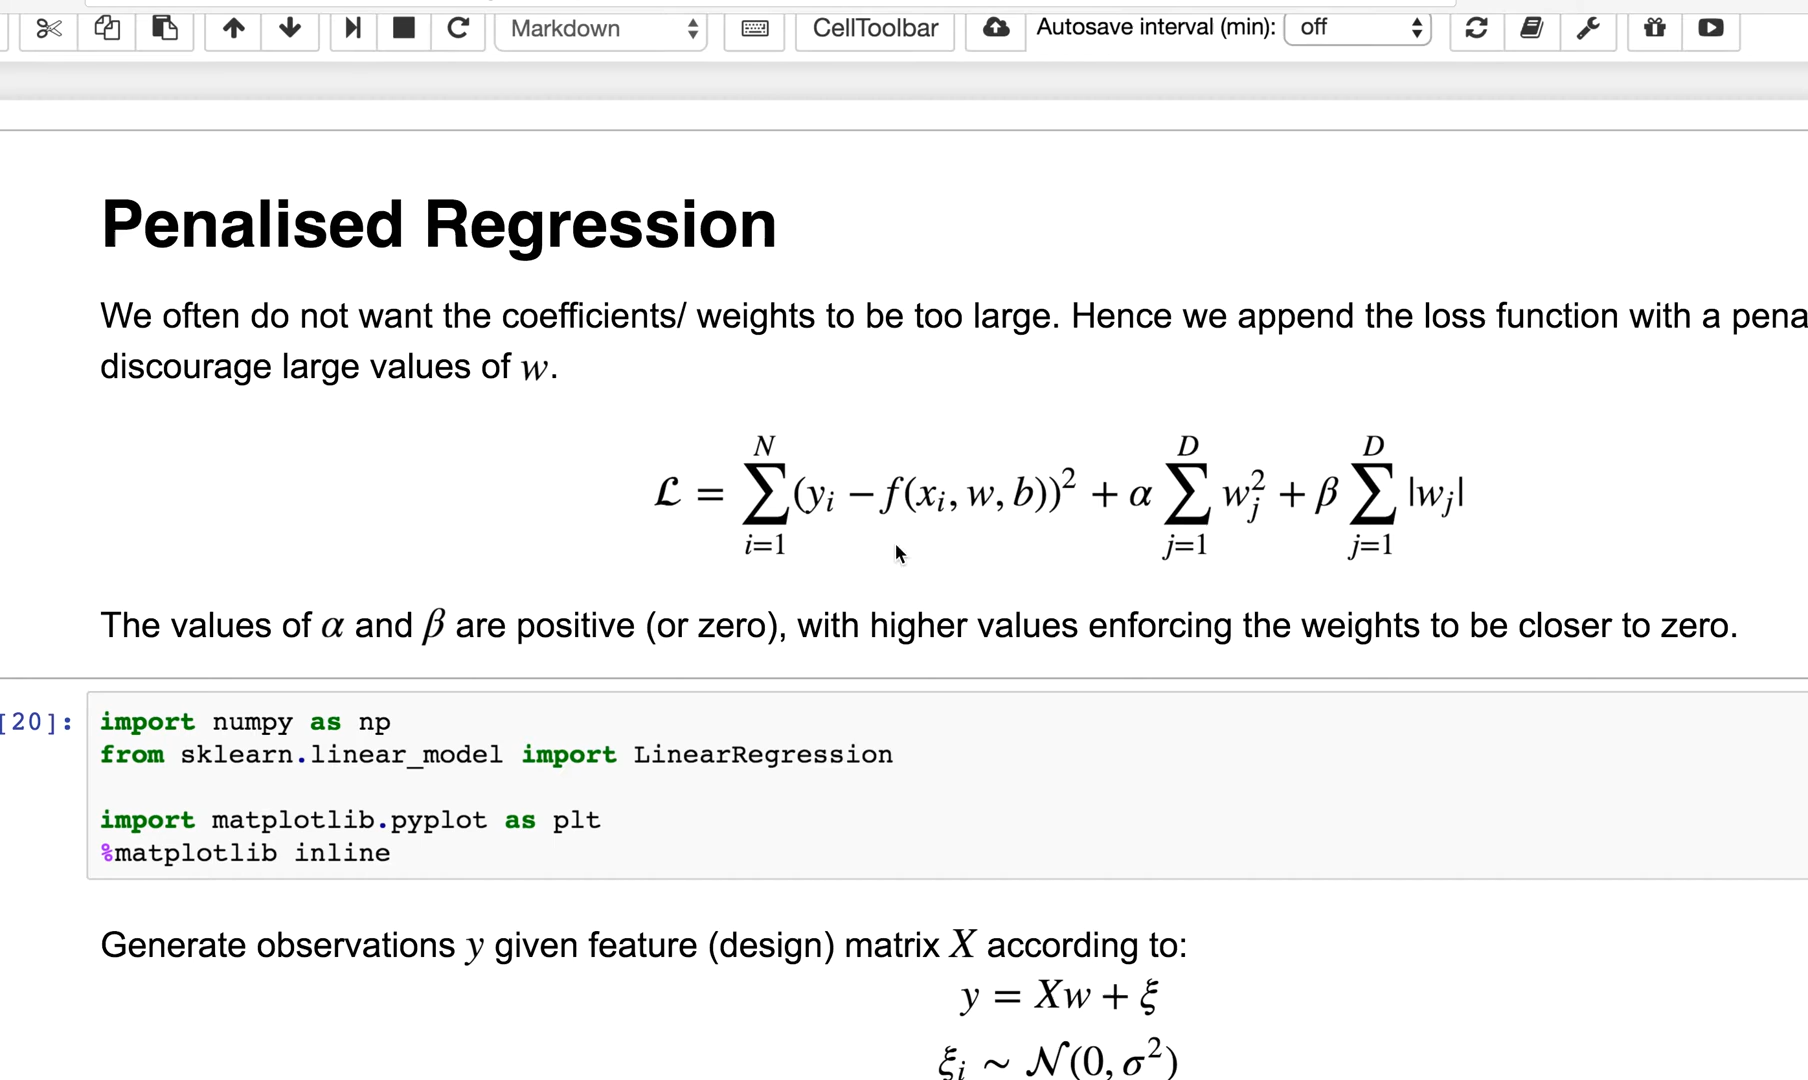 Markdown CellToolbar Autosave interval (min): off
Penalised Regression
We often do not want the coefficients/ weights to be too large. Hence we append the loss function with a pena
discourage large values of w.
ℒ = ∑_{i=1}^{N}(y_i − f(x_i, w, b))² + α ∑_{j=1}^{D} w_j² + β ∑_{j=1}^{D} |w_j|
The values of α and β are positive (or zero), with higher values enforcing the weights to be closer to zero.
[20]: import numpy as np
from sklearn.linear_model import LinearRegression
import matplotlib.pyplot as plt
%matplotlib inline
Generate observations y given feature (design) matrix X according to:
y = Xw + ξ
ξ_i ~ 𝒩(0, σ²)